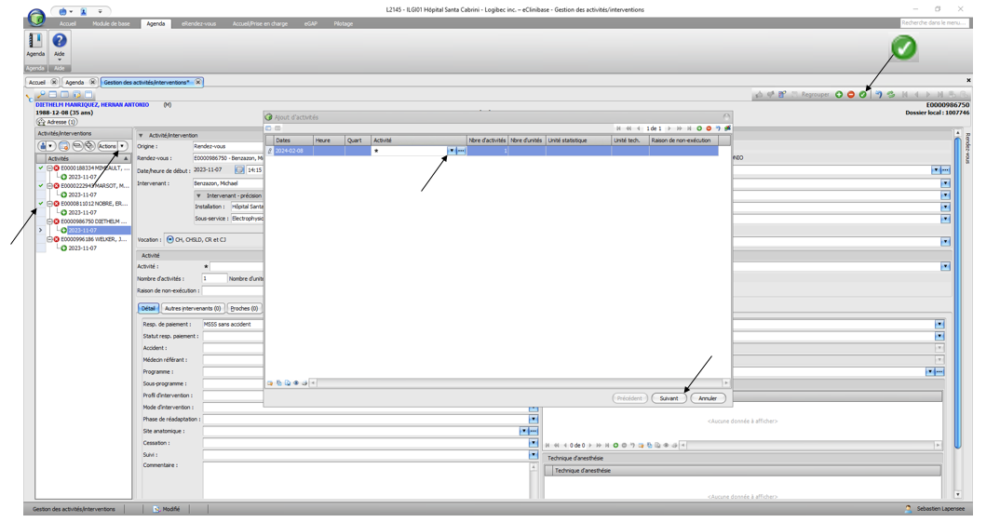 L2145 - ILGI01 Hôpital Santa Cabrini - Logibec inc. – eClinibase - Gestion des activités/interventions
Accueil Module de base Agenda eRendez-vous Accueil/Prise en charge eGAP Pilotage
Recherche dans le menu...
Agenda Aide
Agenda Aide
Accueil Agenda Gestion des activités/interventions*
Regrouper
DIETHELM MANRIQUEZ, HERNAN ANTONIO (M)
E0000986750
1988-12-08 (35 ans)
Dossier local : 1007746
Adresse (1)
Activités/interventions
Actions
Activités
E0000188334 MIMEAULT, ...
2023-11-07
E0000222943 MARSOT, M...
2023-11-07
E0000811012 NOBRE, ER...
2023-11-07
E0000986750 DIETHELM ...
2023-11-07
E0000996186 WELKER, J...
2023-11-07
Activité/intervention
Origine : Rendez-vous
Rendez-vous : E0000986750 - Benzazon, M
NIO
Date/heure de début : 2023-11-07 14:15
Intervenant : Benzazon, Michael
Intervenant - précision
Installation : Hôpital Santa
Sous-service : Electrophysic
Vocation : CH, CHSLD, CR et CJ
Activité
Activité : *
Nombre d'activités : 1 Nombre d'unité
Raison de non-exécution :
Détail Autres intervenants (0) Proches (0)
Resp. de paiement : MSSS sans accident
Statut resp. paiement :
Accident :
Médecin référant :
Programme :
Sous-programme :
Profil d'intervention :
Mode d'intervention :
Phase de réadaptation :
Site anatomique :
Cessation :
Suivi :
Commentaire :
Ajout d'activités
1 de 1
Dates Heure Quart Activité Nbre d'activités Nbre d'unités Unité statistique Unité tech. Raison de non-exécution
2024-02-08 * 1
Précédent Suivant Annuler
<Aucune donnée à afficher>
0 de 0
Technique d'anesthésie
Technique d'anesthésie
<Aucune donnée à afficher>
Rendez-vous
Gestion des activités/interventions Modifié Sebastien Lapensee